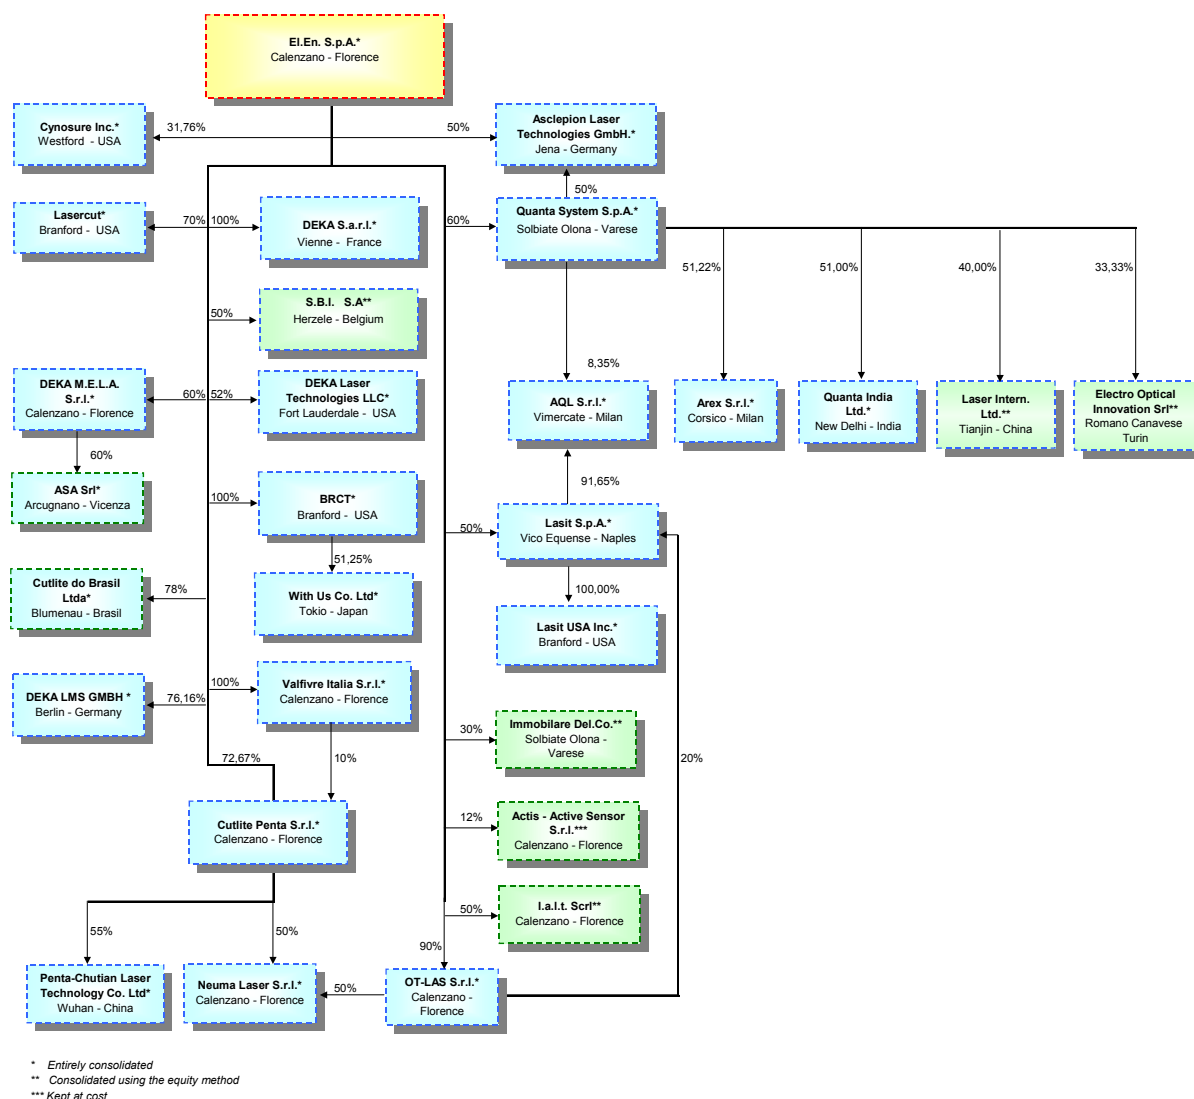 El.En. S.p.A.*
Calenzano - Florence
Cynosure Inc.*
Westford - USA
31,76%
50%
Asclepion Laser
Technologies GmbH.*
Jena - Germany
50%
Lasercut*
Branford - USA
70%
100%
DEKA S.a.r.l.*
Vienne - France
60%
Quanta System S.p.A.*
Solbiate Olona - Varese
51,22%
51,00%
40,00%
33,33%
50%
S.B.I. S.A**
Herzele - Belgium
8,35%
DEKA M.E.L.A.
S.r.l.*
Calenzano - Florence
60%
52%
DEKA Laser
Technologies LLC*
Fort Lauderdale - USA
AQL S.r.l.*
Vimercate - Milan
Arex S.r.l.*
Corsico - Milan
Quanta India
Ltd.*
New Delhi - India
Laser Intern.
Ltd.**
Tianjin - China
Electro Optical
Innovation Srl**
Romano Canavese
Turin
60%
ASA Srl*
Arcugnano - Vicenza
100%
BRCT*
Branford - USA
91,65%
50%
Lasit S.p.A.*
Vico Equense - Naples
51,25%
Cutlite do Brasil
Ltda*
Blumenau - Brasil
78%
With Us Co. Ltd*
Tokio - Japan
100,00%
Lasit USA Inc.*
Branford - USA
DEKA LMS GMBH *
Berlin - Germany
76,16%
100%
Valfivre Italia S.r.l.*
Calenzano - Florence
30%
Immobilare Del.Co.**
Solbiate Olona -
Varese
72,67%
10%
20%
Cutlite Penta S.r.l.*
Calenzano - Florence
12%
Actis - Active Sensor
S.r.l.***
Calenzano - Florence
50%
I.a.l.t. Scrl**
Calenzano - Florence
55%
50%
90%
Penta-Chutian Laser
Technology Co. Ltd*
Wuhan - China
Neuma Laser S.r.l.*
Calenzano - Florence
50%
OT-LAS S.r.l.*
Calenzano -
Florence
* Entirely consolidated
** Consolidated using the equity method
*** Kept at cost